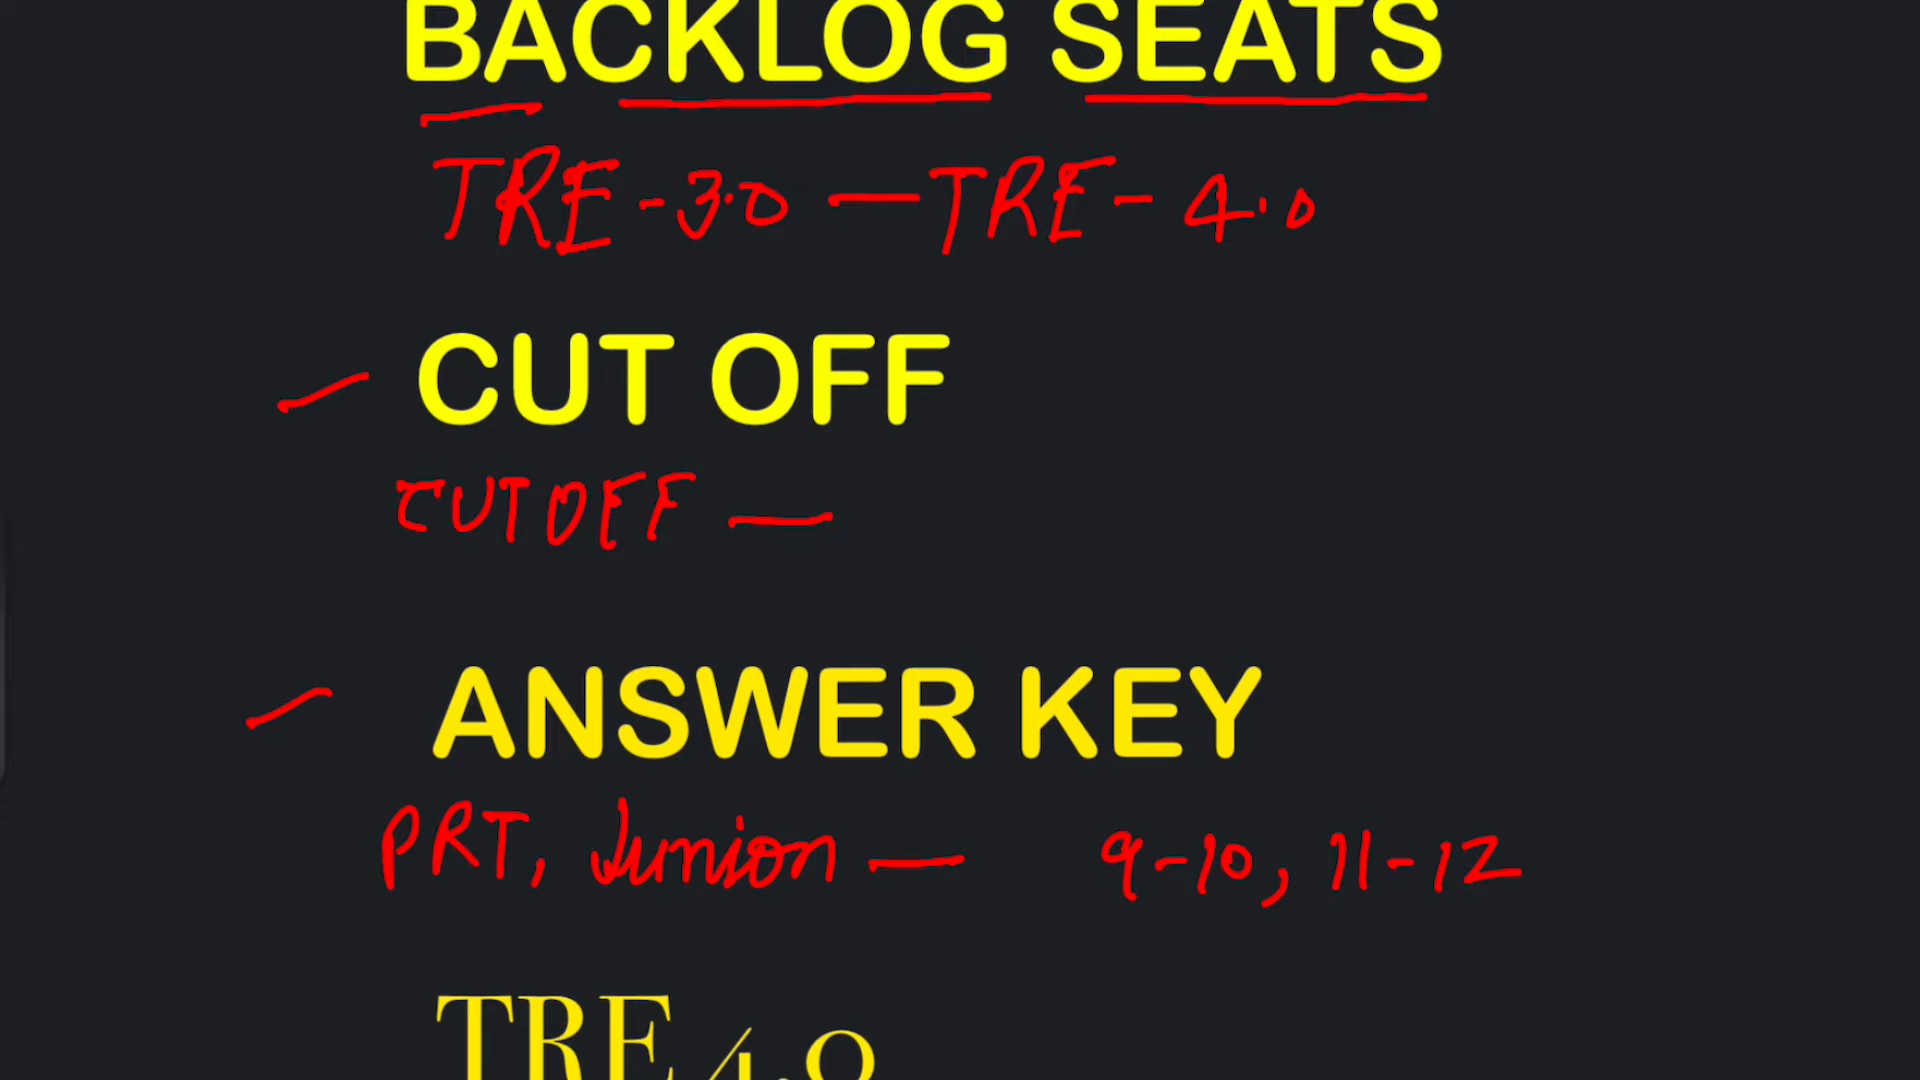 BACKLOG SEATS
TRE-3.0 — TRE-4.0
CUT OFF
CUTOFF —
ANSWER KEY
PRT, Junior — 9-10, 11-12
TRE 4.0